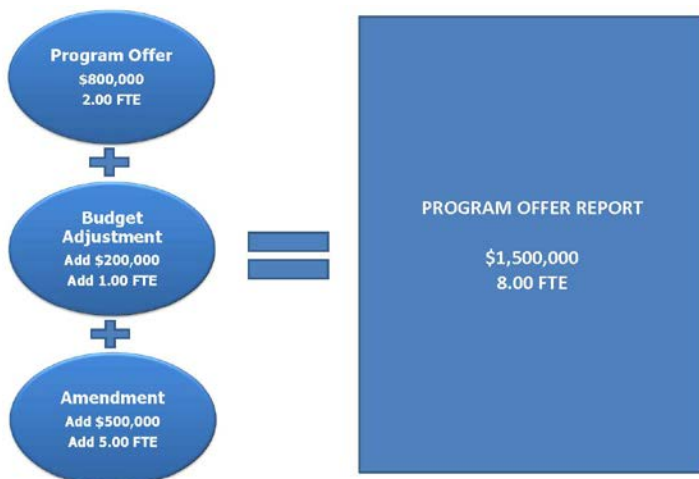 Program Offer
$800,000
2.00 FTE
Budget
Adjustment
Add $200,000
Add 1.00 FTE
Amendment
Add $500,000
Add 5.00 FTE
PROGRAM OFFER REPORT
$1,500,000
8.00 FTE